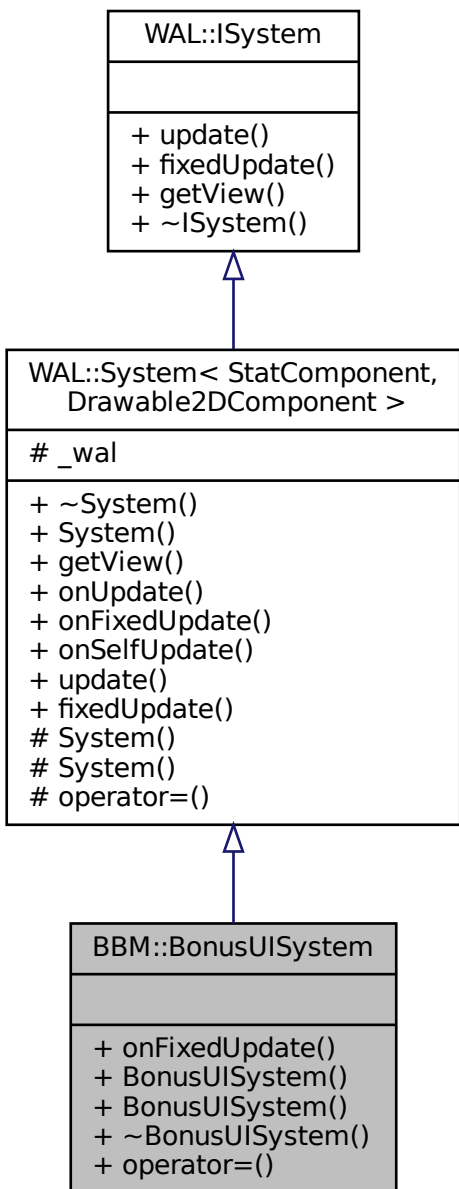 WAL::ISystem
+ update()
+ fixedUpdate()
+ getView()
+ ~ISystem()
WAL::System< StatComponent,
Drawable2DComponent >
# _wal
+ ~System()
+ System()
+ getView()
+ onUpdate()
+ onFixedUpdate()
+ onSelfUpdate()
+ update()
+ fixedUpdate()
# System()
# System()
# operator=()
BBM::BonusUISystem
+ onFixedUpdate()
+ BonusUISystem()
+ BonusUISystem()
+ ~BonusUISystem()
+ operator=()